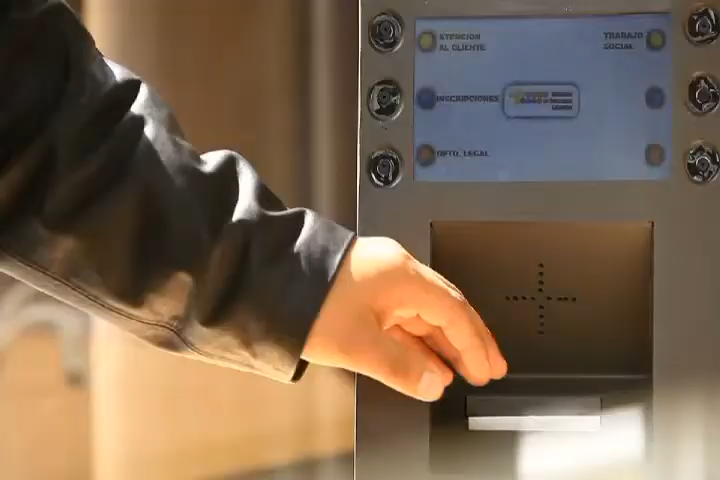 ATENCION
AL CLIENTE
TRABAJO
SOCIAL
INSCRIPCIONES
DPTO. LEGAL